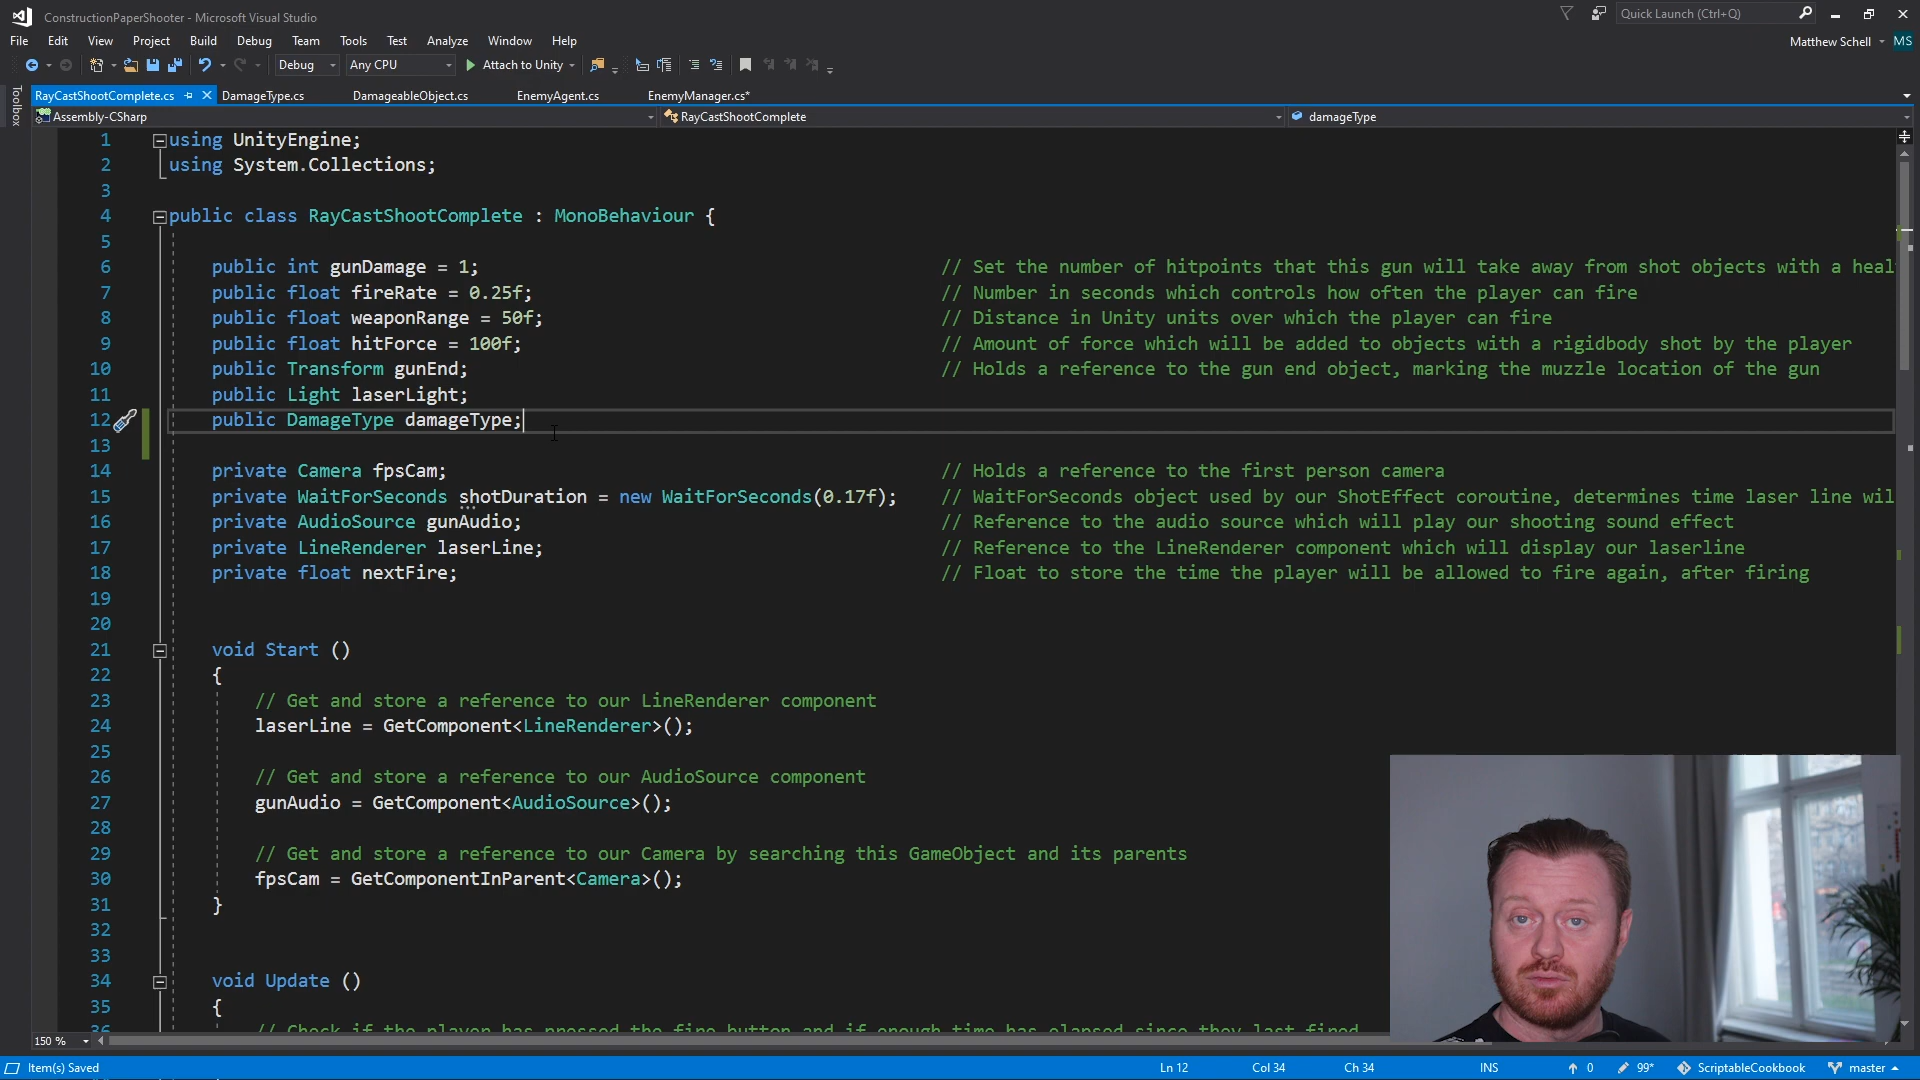 ConstructionPaperShooter - Microsoft Visual Studio
Quick Launch (Ctrl+Q)
File Edit View Project Build Debug Team Tools Test Analyze Window Help
Matthew Schell MS
Debug Any CPU Attach to Unity
Toolbox
RayCastShootComplete.cs DamageType.cs DamageableObject.cs EnemyAgent.cs EnemyManager.cs*
Assembly-CSharp RayCastShootComplete damageType
1 using UnityEngine;
2 using System.Collections;
3
4 public class RayCastShootComplete : MonoBehaviour {
5
6 public int gunDamage = 1; // Set the number of hitpoints that this gun will take away from shot objects with a heal
7 public float fireRate = 0.25f; // Number in seconds which controls how often the player can fire
8 public float weaponRange = 50f; // Distance in Unity units over which the player can fire
9 public float hitForce = 100f; // Amount of force which will be added to objects with a rigidbody shot by the player
10 public Transform gunEnd; // Holds a reference to the gun end object, marking the muzzle location of the gun
11 public Light laserLight;
12 public DamageType damageType;
13
14 private Camera fpsCam; // Holds a reference to the first person camera
15 private WaitForSeconds shotDuration = new WaitForSeconds(0.17f); // WaitForSeconds object used by our ShotEffect coroutine, determines time laser line wil
16 private AudioSource gunAudio; // Reference to the audio source which will play our shooting sound effect
17 private LineRenderer laserLine; // Reference to the LineRenderer component which will display our laserline
18 private float nextFire; // Float to store the time the player will be allowed to fire again, after firing
19
20
21 void Start ()
22 {
23 // Get and store a reference to our LineRenderer component
24 laserLine = GetComponent<LineRenderer>();
25
26 // Get and store a reference to our AudioSource component
27 gunAudio = GetComponent<AudioSource>();
28
29 // Get and store a reference to our Camera by searching this GameObject and its parents
30 fpsCam = GetComponentInParent<Camera>();
31 }
32
33
34 void Update ()
35 {
36 // Check if the player has pressed the fire button and if enough time has elapsed since they last fired
150 %
Item(s) Saved Ln 12 Col 34 Ch 34 INS 0 99* ScriptableCookbook master